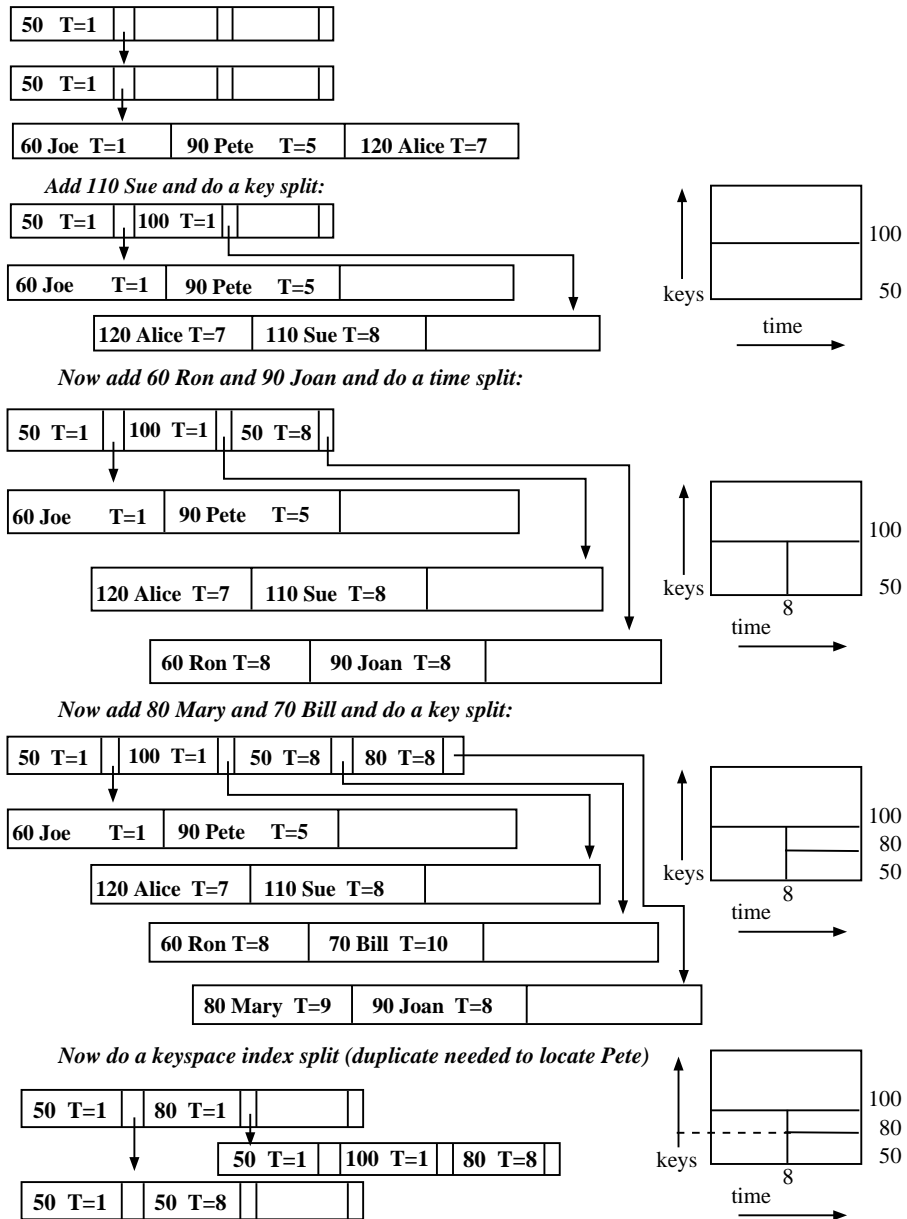 50 T=1
50 T=1
60 Joe T=1 90 Pete T=5 120 Alice T=7
Add 110 Sue and do a key split:
50 T=1 100 T=1
60 Joe T=1 90 Pete T=5
120 Alice T=7 110 Sue T=8
100
50
keys
time
Now add 60 Ron and 90 Joan and do a time split:
50 T=1 100 T=1 50 T=8
60 Joe T=1 90 Pete T=5
120 Alice T=7 110 Sue T=8
60 Ron T=8 90 Joan T=8
100
50
keys
8
time
Now add 80 Mary and 70 Bill and do a key split:
50 T=1 100 T=1 50 T=8 80 T=8
60 Joe T=1 90 Pete T=5
120 Alice T=7 110 Sue T=8
60 Ron T=8 70 Bill T=10
80 Mary T=9 90 Joan T=8
100
80
50
keys
8
time
Now do a keyspace index split (duplicate needed to locate Pete)
50 T=1 80 T=1
50 T=1 100 T=1 80 T=8
50 T=1 50 T=8
100
80
50
keys
8
time